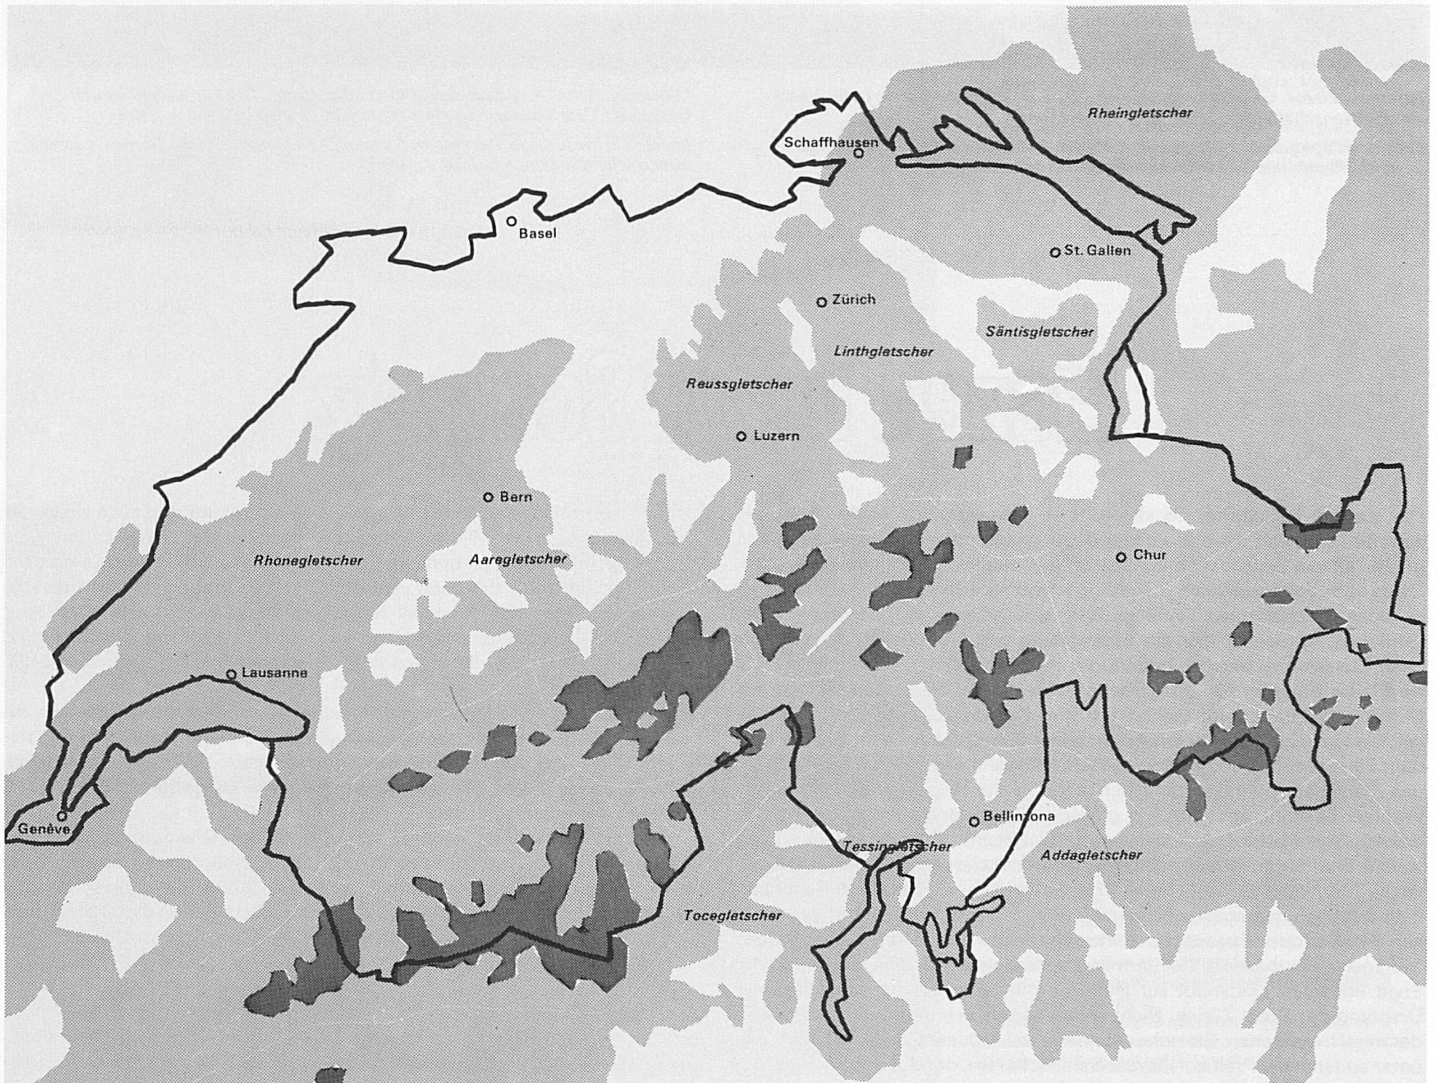 Rheingletscher
Schaffhausen
Basel
St. Gallen
Zürich
Säntisgletscher
Linthgletscher
Reussgletscher
Luzern
Bern
Rhonegletscher
Aaregletscher
Chur
Lausanne
Genève
Bellinzona
Tessingletscher
Addagletscher
Tocegletscher